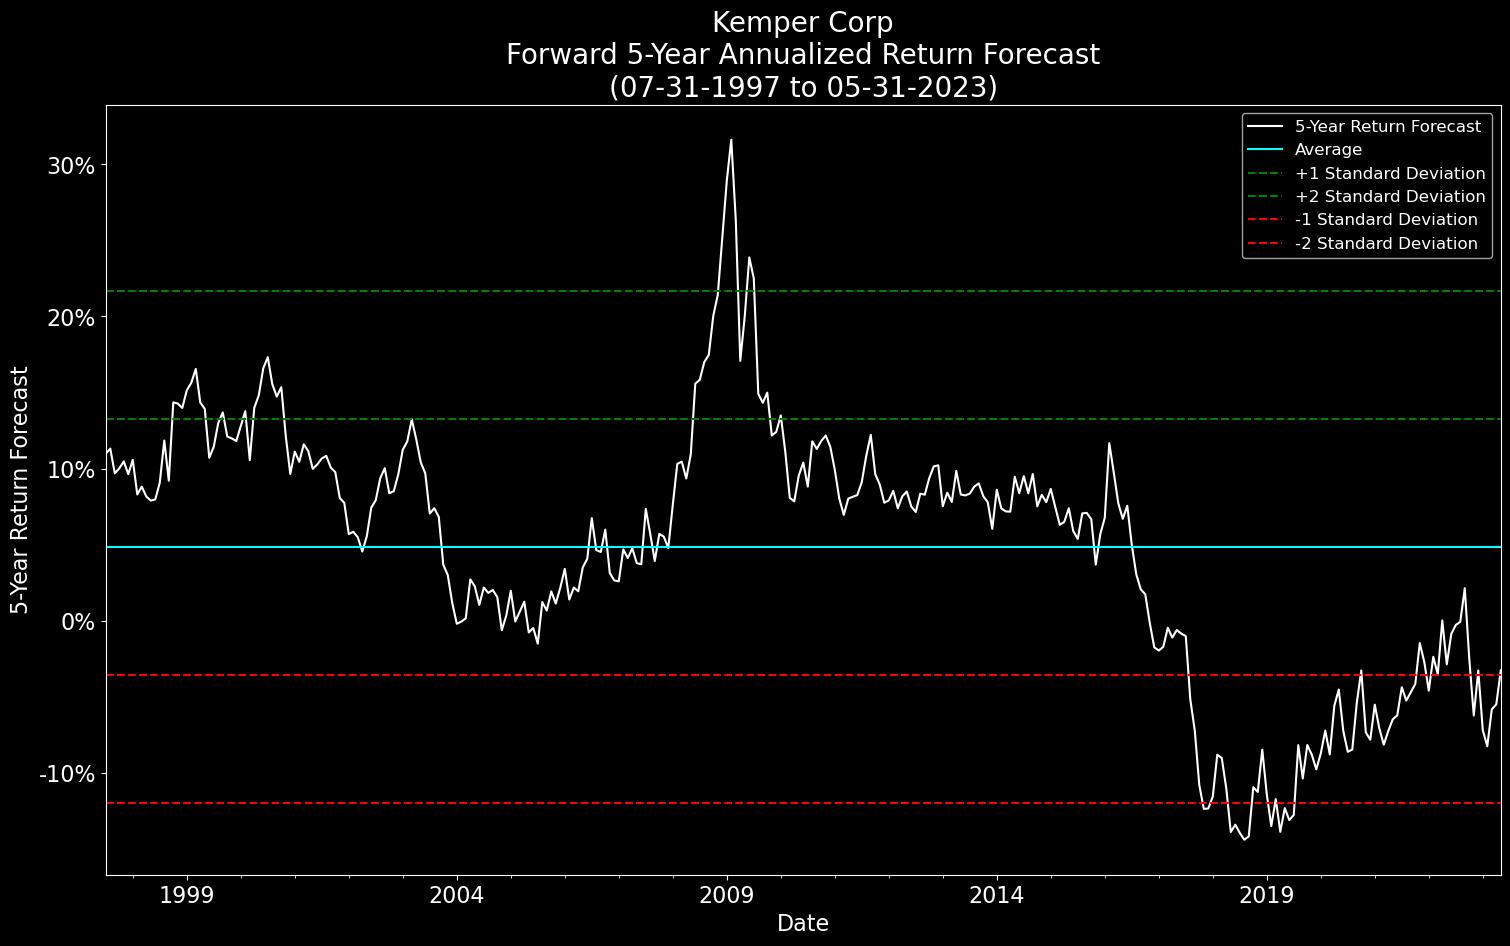 Kemper Corp
Forward 5-Year Annualized Return Forecast
(07-31-1997 to 05-31-2023)
5-Year Return Forecast
Average
+1 Standard Deviation
+2 Standard Deviation
-1 Standard Deviation
-2 Standard Deviation
30%
20%
10%
0%
-10%
5-Year Return Forecast
1999
2004
2009
2014
2019
Date